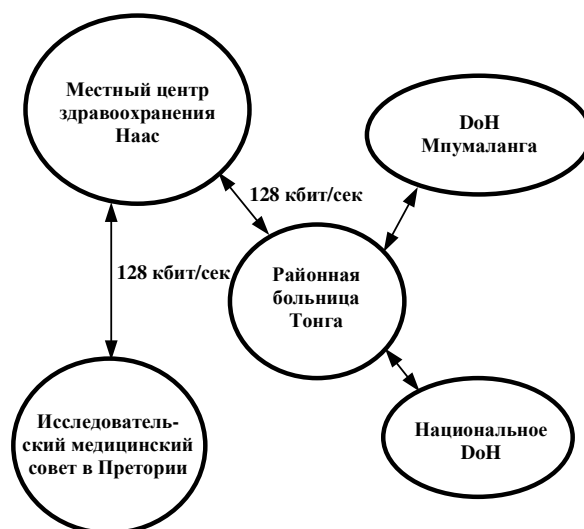 Местный центр
здравоохранения
Наас
DoH
Мпумаланга
128 кбит/сек
128 кбит/сек
Районная
больница
Тонга
Исследователь-
ский медицинский
совет в Претории
Национальное
DoH